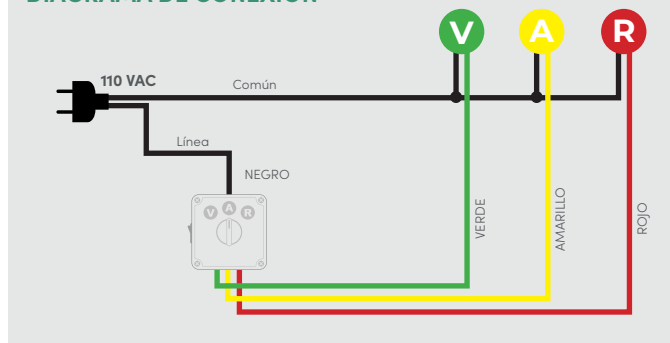 DIAGRAMA DE CONEXIÓN
V A R
110 VAC
Común
Línea
NEGRO
V A R
VERDE
AMARILLO
ROJO